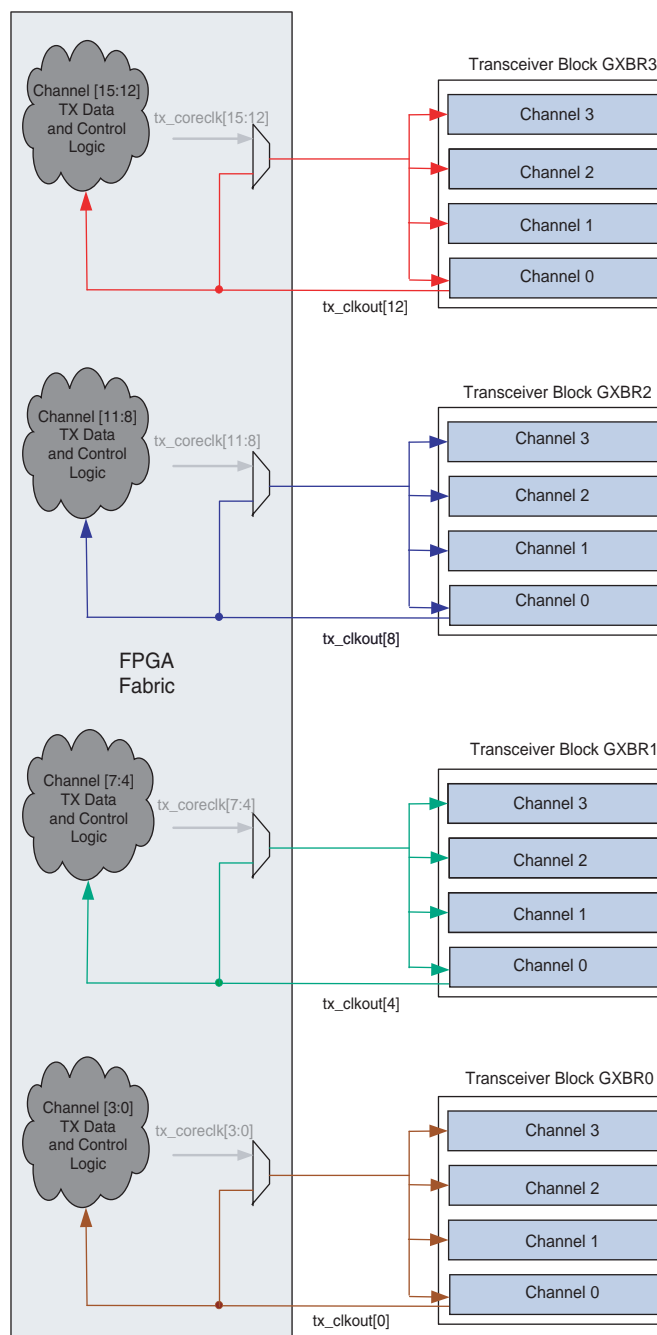 Transceiver Block GXBR3
Channel [15:12]
TX Data
and Control
Logic
tx_coreclk[15:12]
Channel 3
Channel 2
Channel 1
Channel 0
tx_clkout[12]
Transceiver Block GXBR2
Channel [11:8]
TX Data
and Control
Logic
tx_coreclk[11:8]
Channel 3
Channel 2
Channel 1
Channel 0
tx_clkout[8]
FPGA
Fabric
Transceiver Block GXBR1
Channel [7:4]
TX Data
and Control
Logic
tx_coreclk[7:4]
Channel 3
Channel 2
Channel 1
Channel 0
tx_clkout[4]
Transceiver Block GXBR0
Channel [3:0]
TX Data
and Control
Logic
tx_coreclk[3:0]
Channel 3
Channel 2
Channel 1
Channel 0
tx_clkout[0]